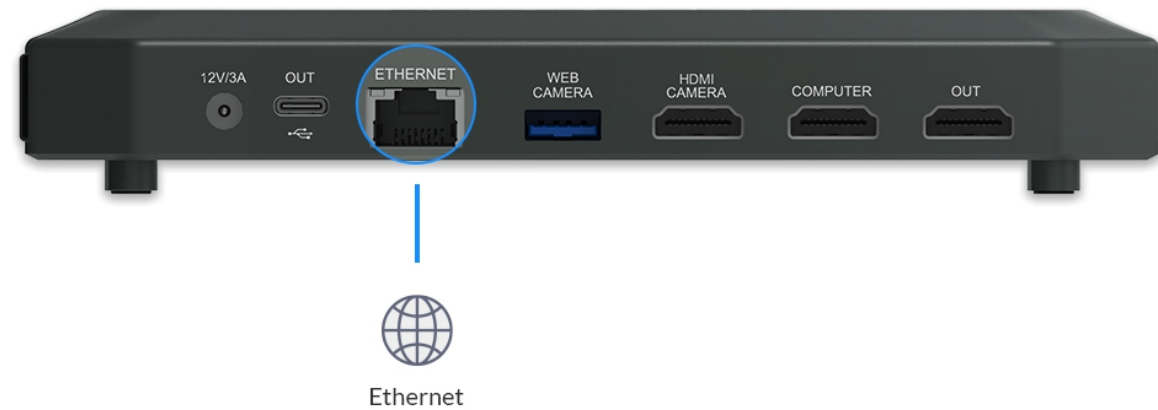 12V/3A
OUT
ETHERNET
WEB
CAMERA
HDMI
CAMERA
COMPUTER
OUT
Ethernet